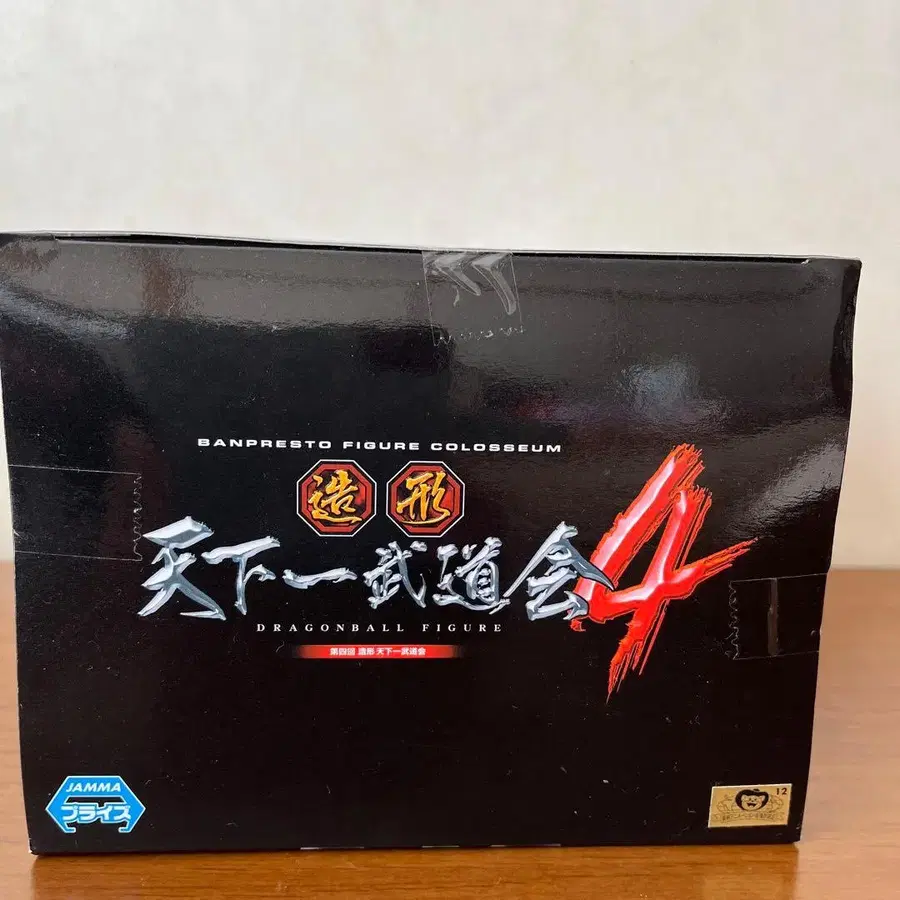 BANPRESTO FIGURE COLOSSEUM
造形
天下一武道会4
DRAGONBALL FIGURE
第四回 造形 天下一武道会
JAMMA
プライズ
12